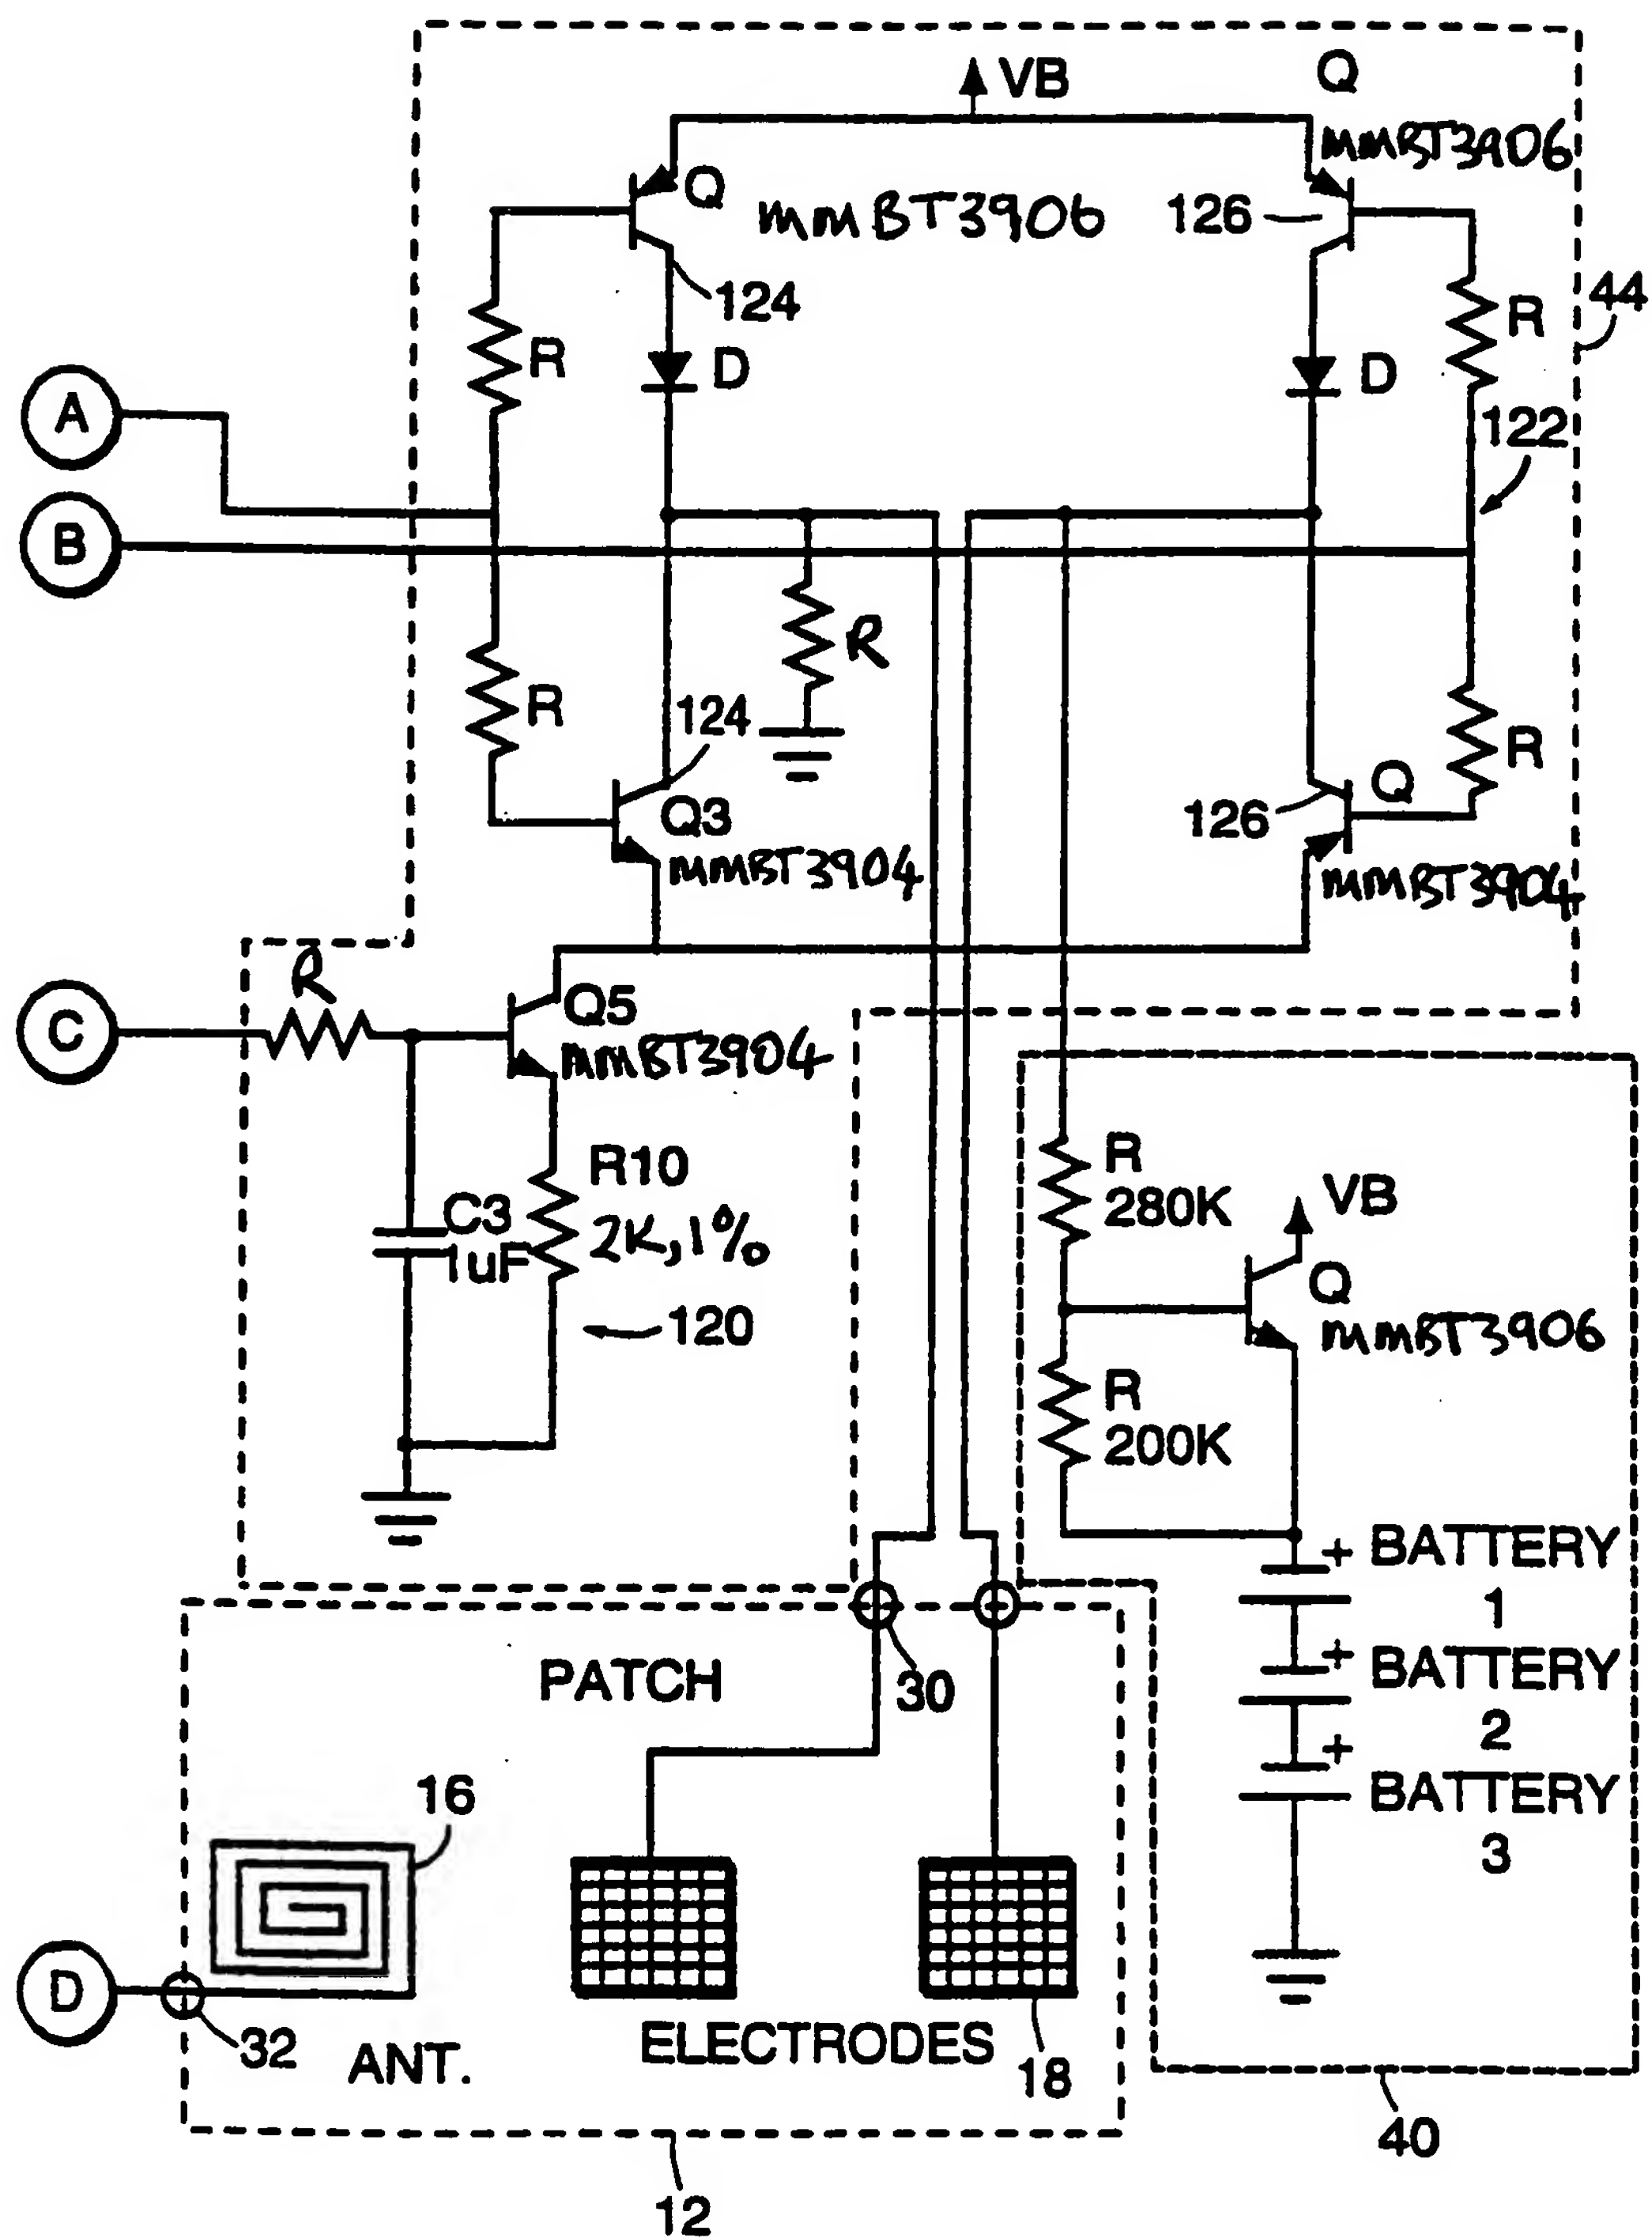 VB
Q
mmBT3906
Q
mmBT3906
126
124
44
R
R
D
D
A
122
B
R
R
124
R
Q
Q3
126
mmBT3904
mmBT3904
R
C
Q5
mmBT3904
R10
2K, 1%
R
280K
VB
C3
1uF
Q
mmBT3906
120
R
200K
+ BATTERY
1
+ BATTERY
2
+
BATTERY
3
30
PATCH
16
D
32
ANT.
ELECTRODES
18
40
12